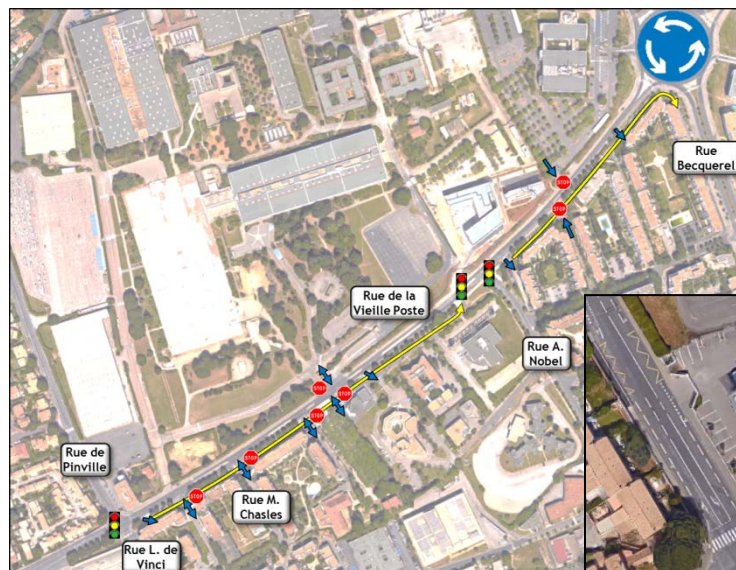 Rue
Becquerel
STOP
STOP
Rue de la
Vieille Poste
Rue A.
Nobel
STOP
STOP
STOP
Rue de
Pinville
STOP
Rue M.
Chasles
STOP
Rue L. de
Vinci